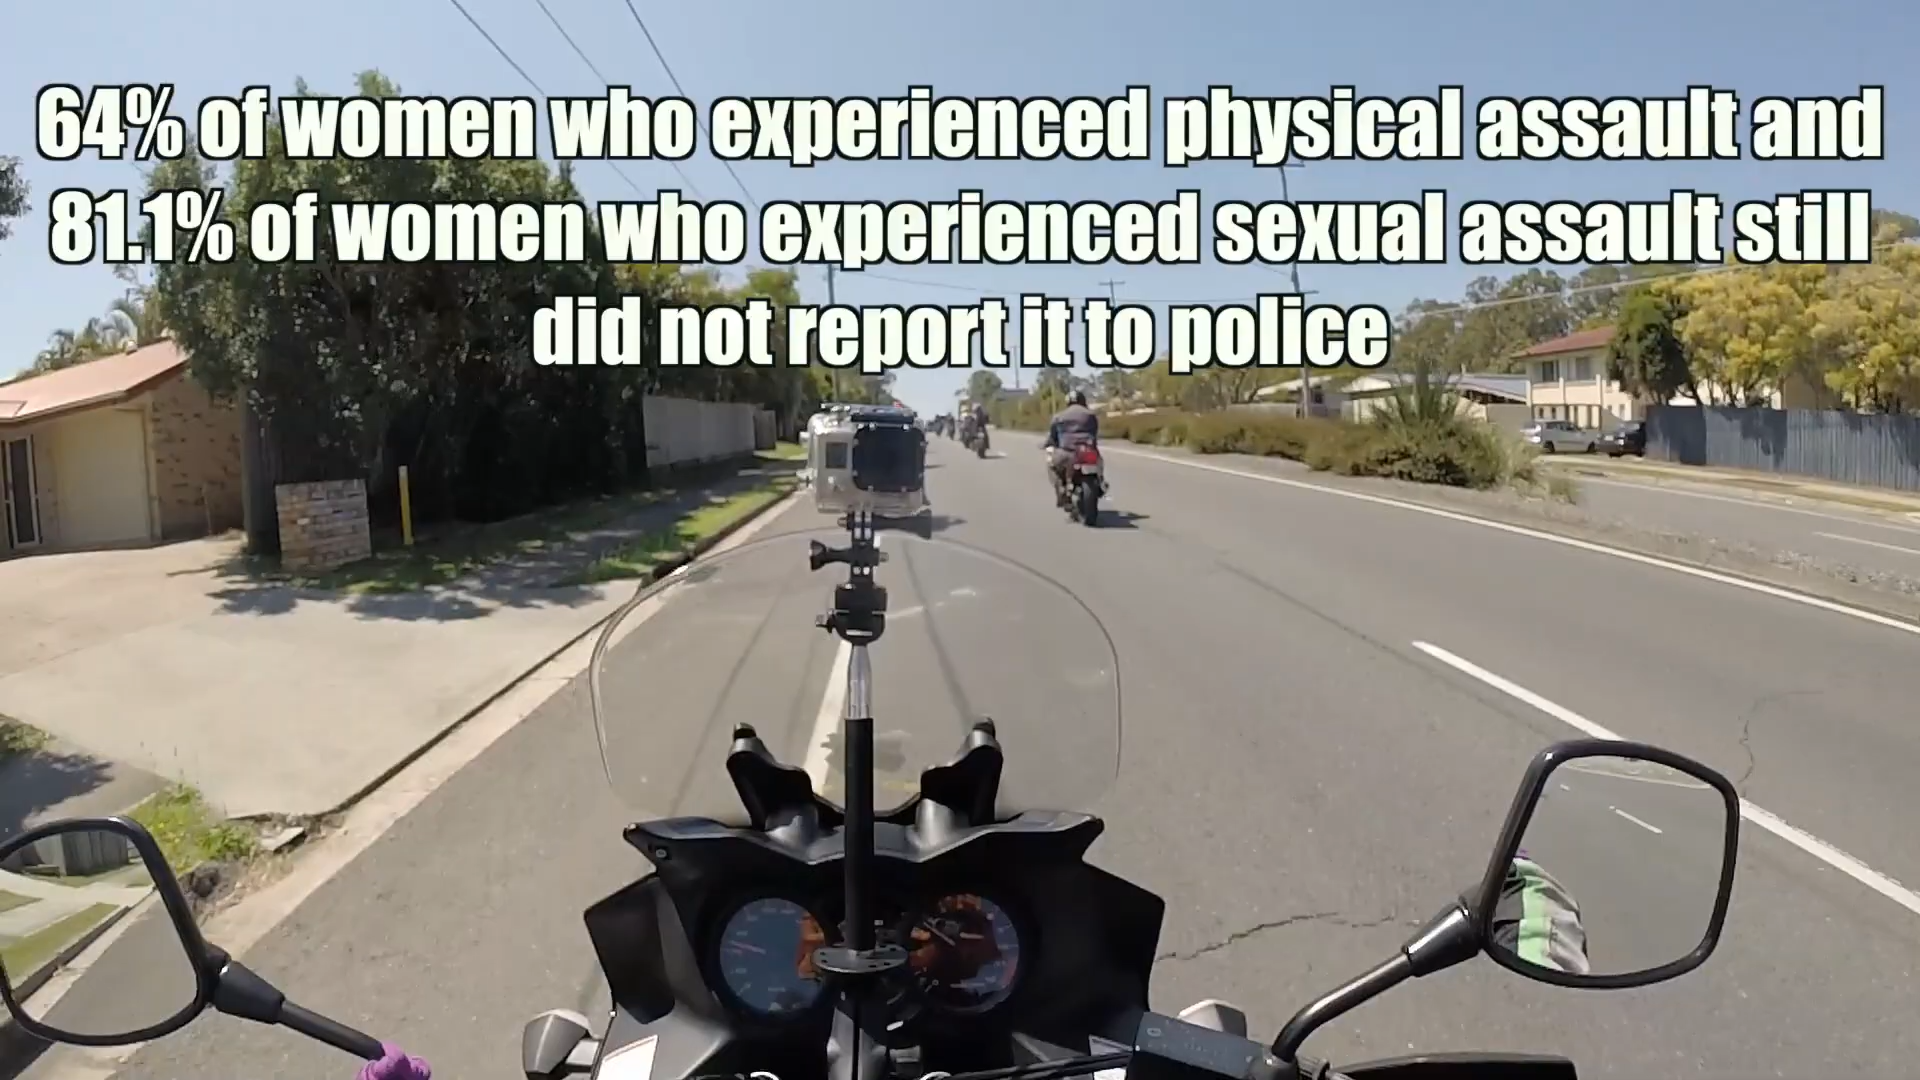 64% of women who experienced physical assault and
81.1% of women who experienced sexual assault still
did not report it to police